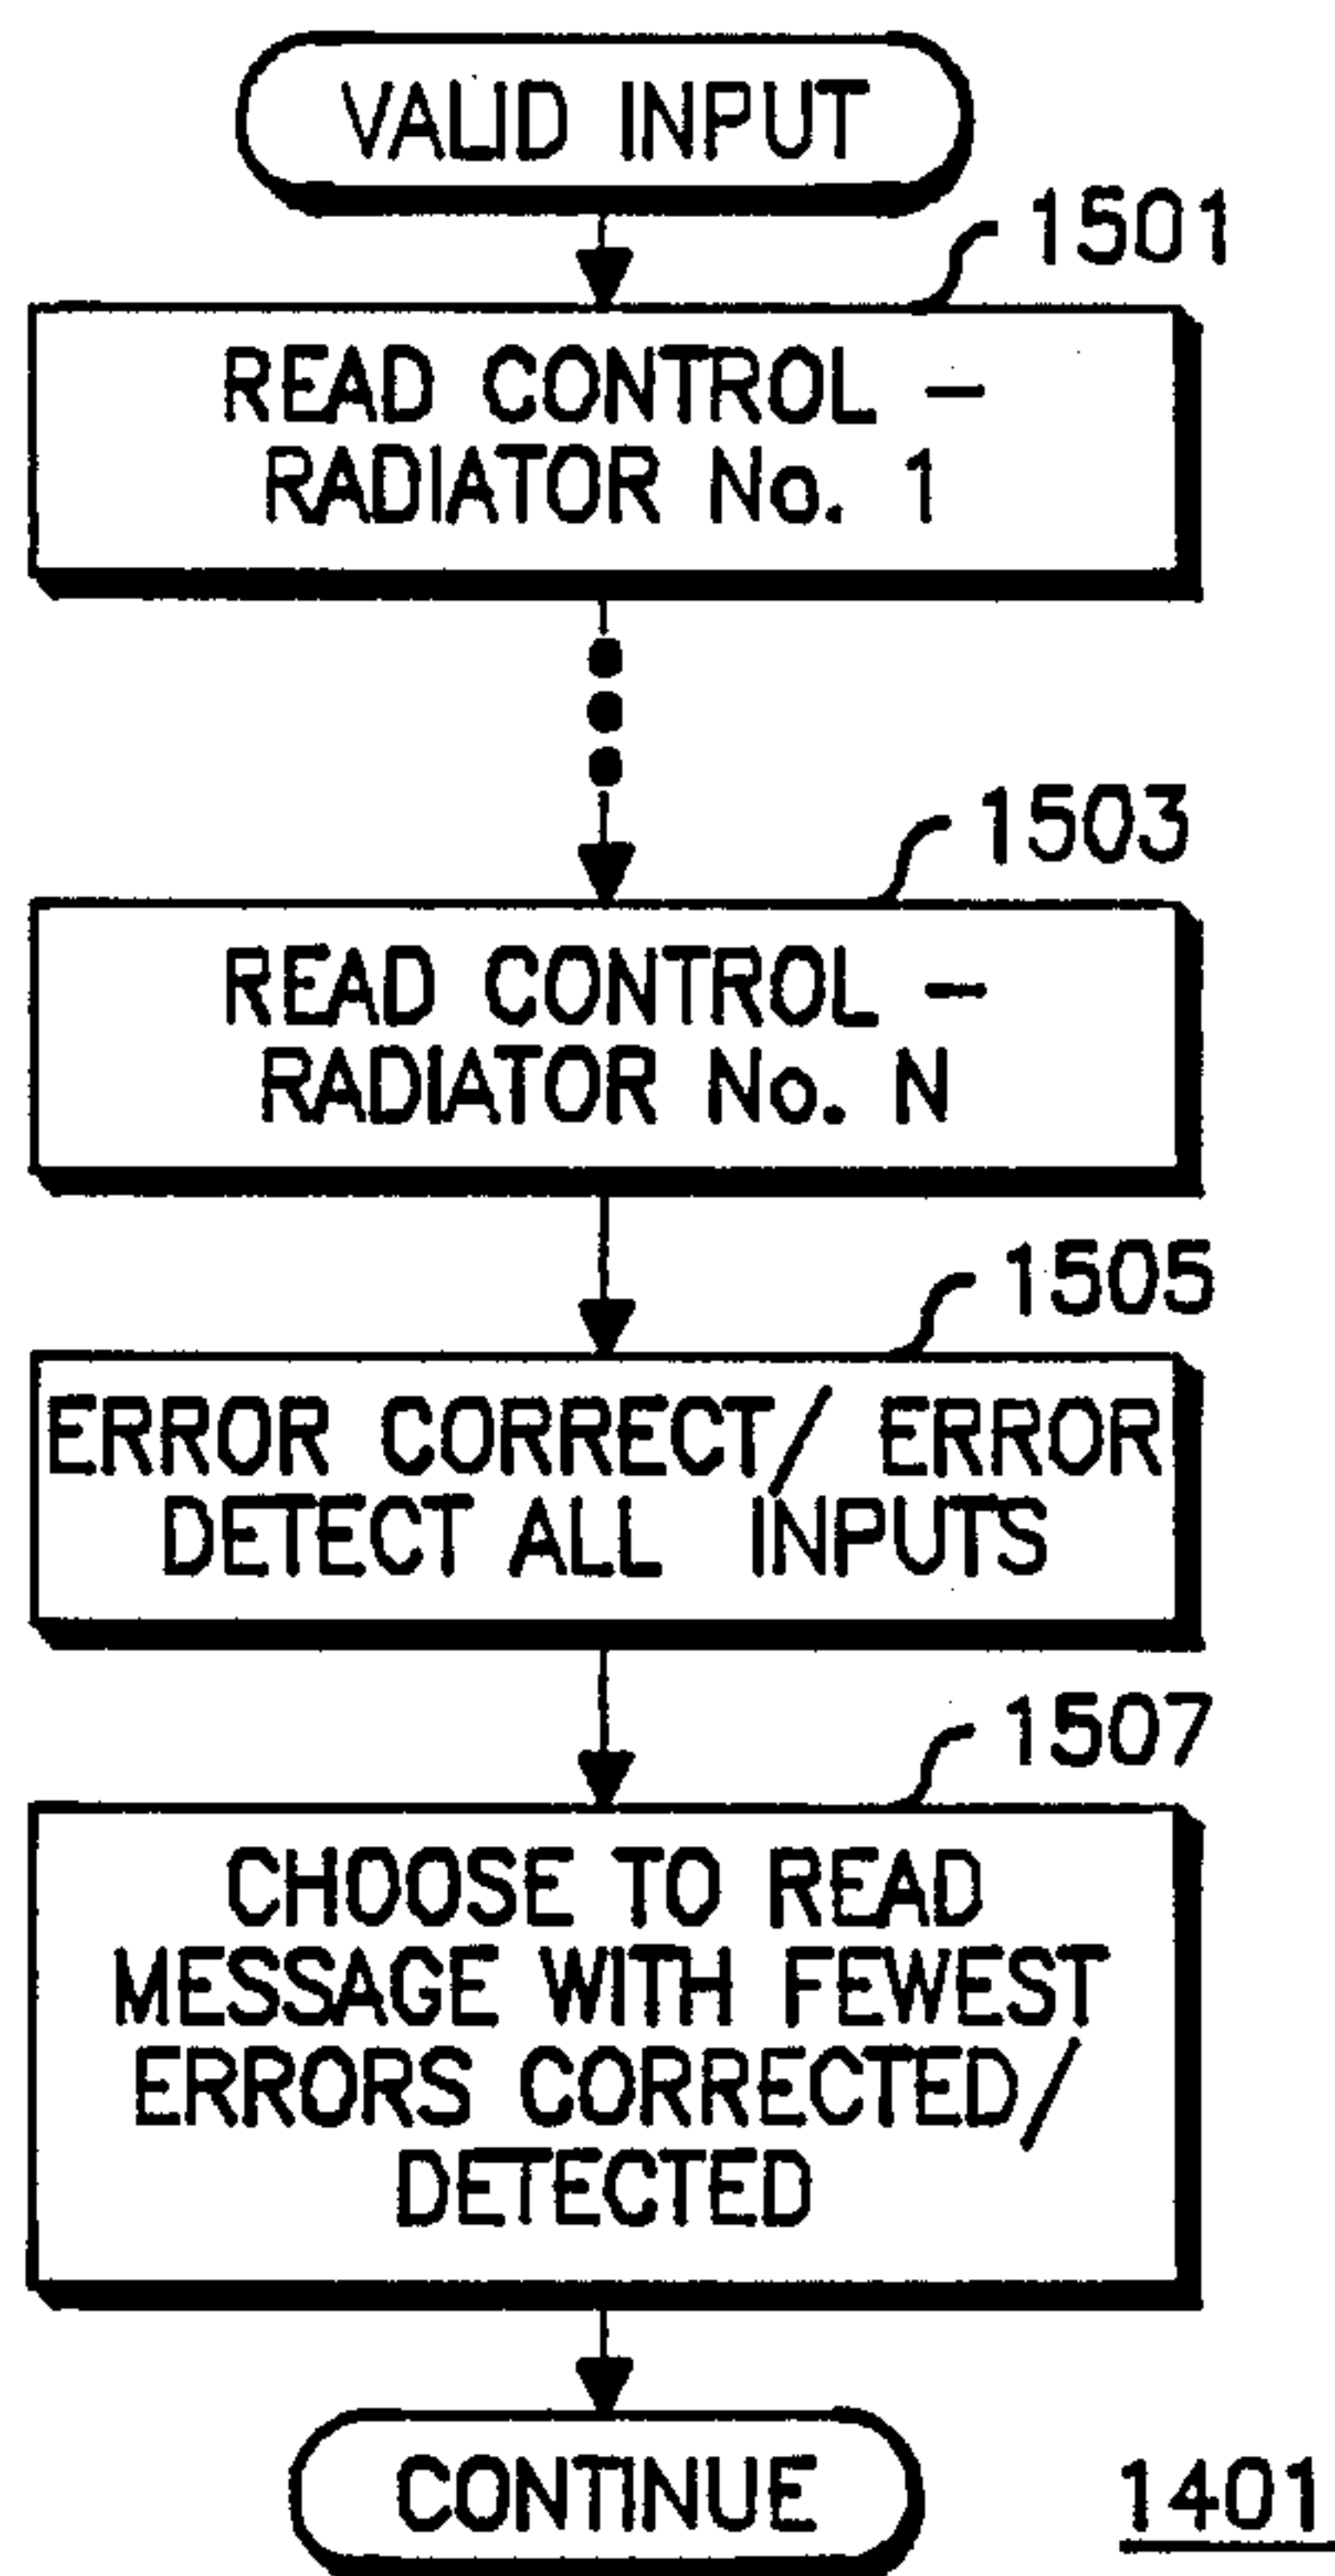 VALID INPUT
1501
READ CONTROL -
RADIATOR No. 1
1503
READ CONTROL -
RADIATOR No. N
1505
ERROR CORRECT/ ERROR
DETECT ALL INPUTS
1507
CHOOSE TO READ
MESSAGE WITH FEWEST
ERRORS CORRECTED/
DETECTED
CONTINUE
1401